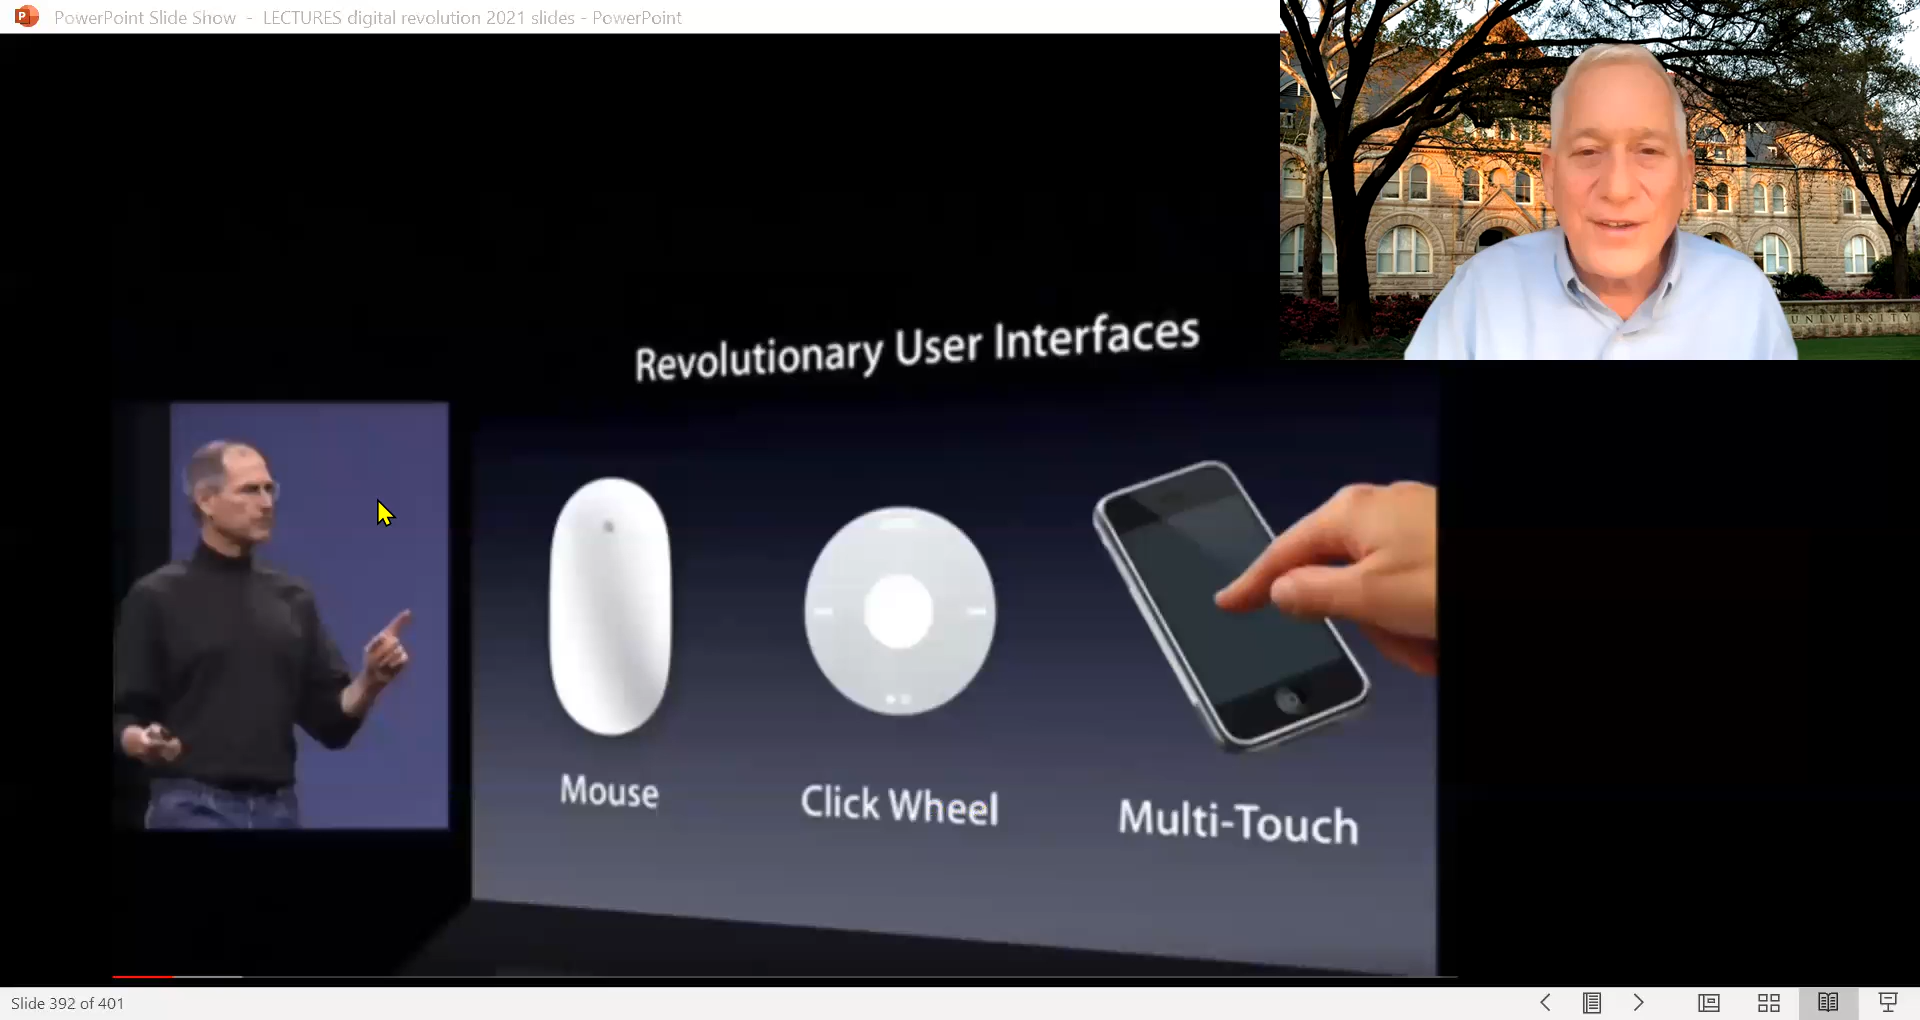 PowerPoint Slide Show - LECTURES digital revolution 2021 slides - PowerPoint
UNIVERSITY
Revolutionary User Interfaces
Mouse
Click Wheel
Multi-Touch
Slide 392 of 401